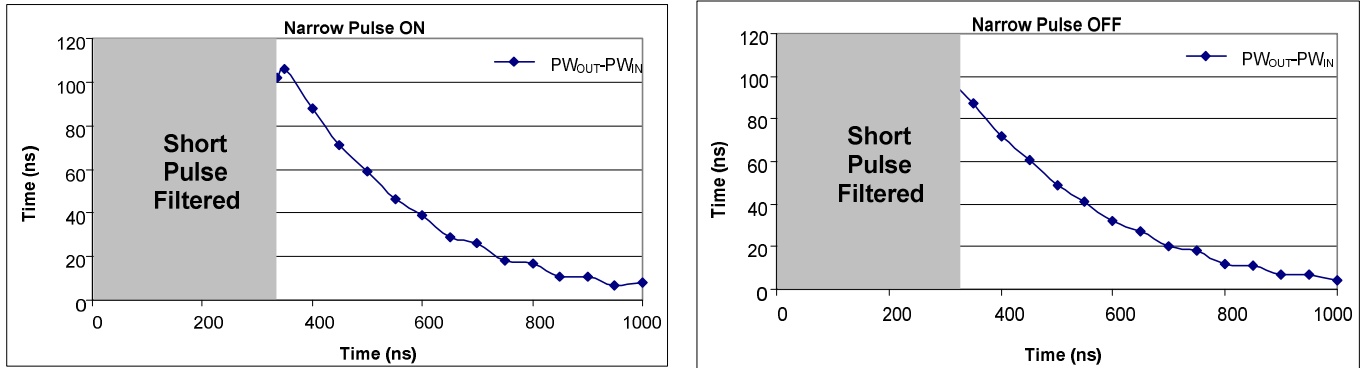 Narrow Pulse ON
120
100
80
60
40
20
0
Time (ns)
Short
Pulse
Filtered
PWOUT-PWIN
0 200 400 600 800 1000
Time (ns)
Narrow Pulse OFF
120
100
80
60
40
20
0
Time (ns)
Short
Pulse
Filtered
PWOUT-PWIN
0 200 400 600 800 1000
Time (ns)